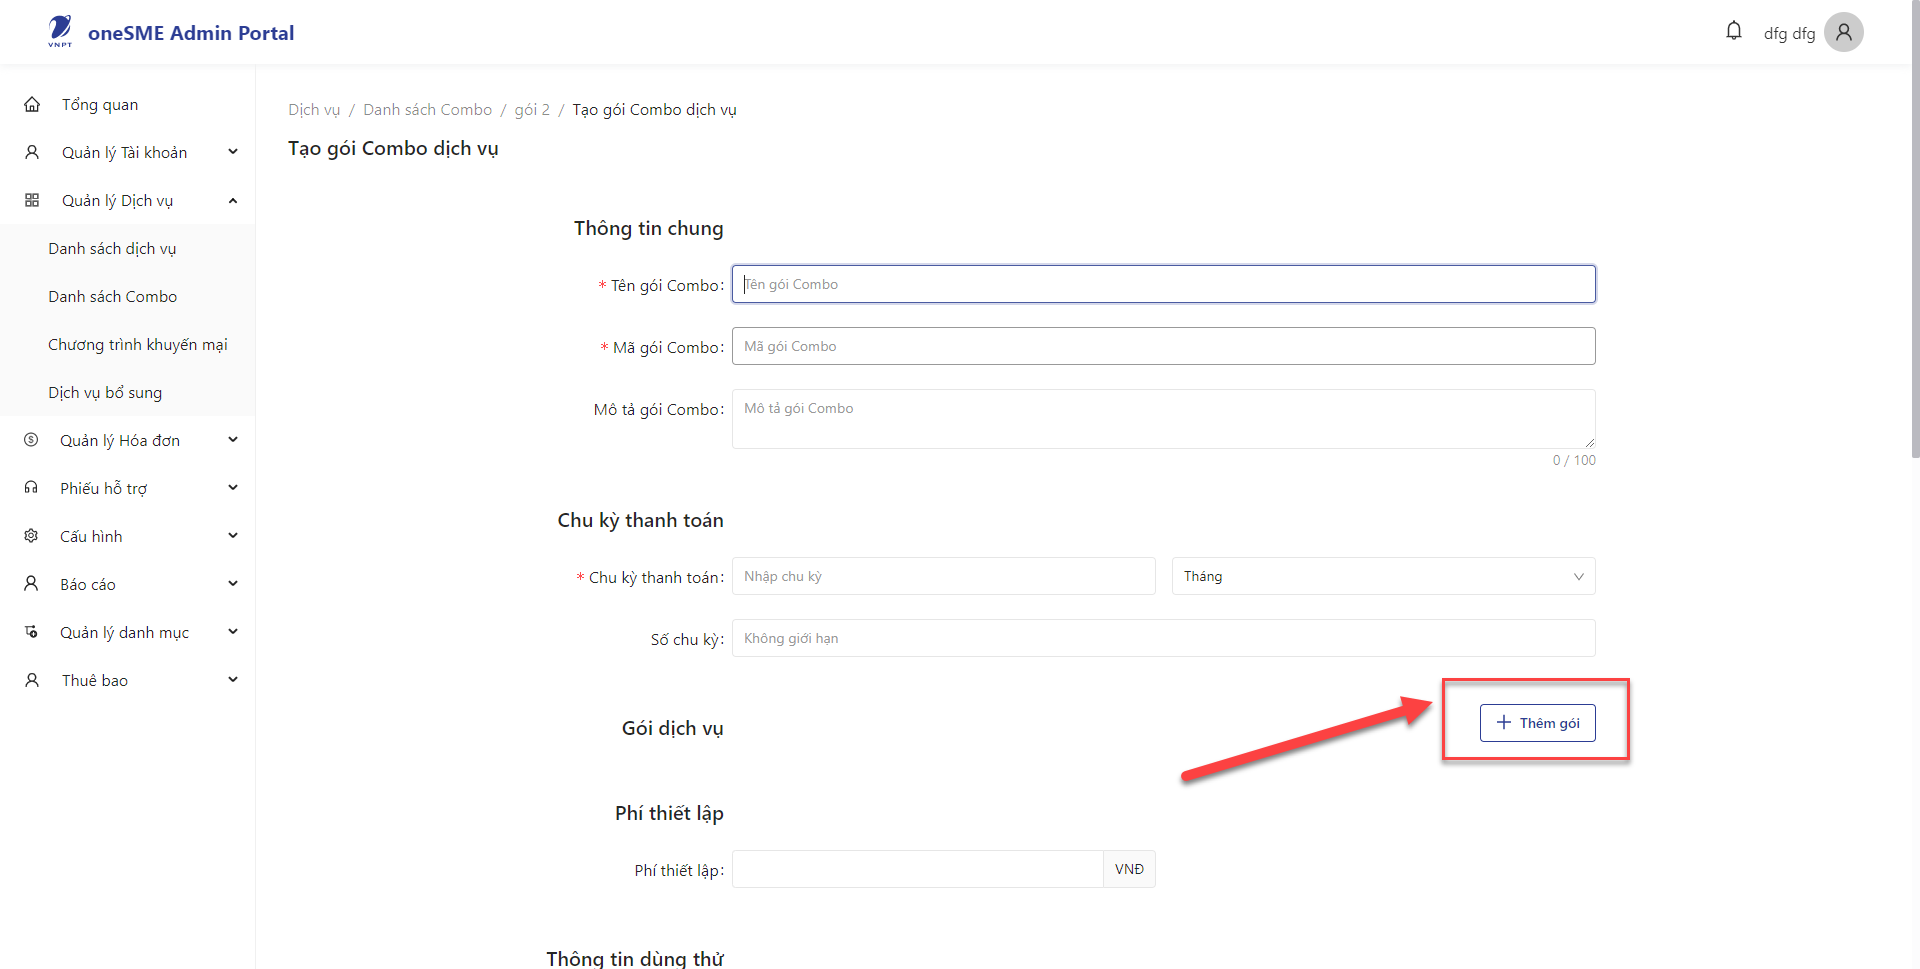 VNPT
oneSME Admin Portal
dfg dfg
Tổng quan
Quản lý Tài khoản
Quản lý Dịch vụ
Danh sách dịch vụ
Danh sách Combo
Chương trình khuyến mại
Dịch vụ bổ sung
Quản lý Hóa đơn
Phiếu hỗ trợ
Cấu hình
Báo cáo
Quản lý danh mục
Thuê bao
Dịch vụ / Danh sách Combo / gói 2 / Tạo gói Combo dịch vụ
Tạo gói Combo dịch vụ
Thông tin chung
* Tên gói Combo: Tên gói Combo
* Mã gói Combo: Mã gói Combo
Mô tả gói Combo: Mô tả gói Combo
0 / 100
Chu kỳ thanh toán
* Chu kỳ thanh toán: Nhập chu kỳ Tháng
Số chu kỳ: Không giới hạn
Gói dịch vụ
Thêm gói
Phí thiết lập
Phí thiết lập: VNĐ
Thông tin dùng thử